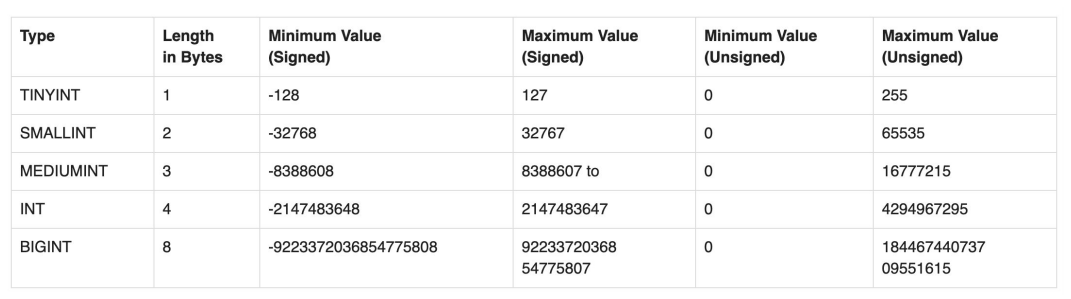 Type Length in Bytes Minimum Value (Signed) Maximum Value (Signed) Minimum Value (Unsigned) Maximum Value (Unsigned)
TINYINT 1 -128 127 0 255
SMALLINT 2 -32768 32767 0 65535
MEDIUMINT 3 -8388608 8388607 to 0 16777215
INT 4 -2147483648 2147483647 0 4294967295
BIGINT 8 -9223372036854775808 92233720368 54775807 0 184467440737 09551615